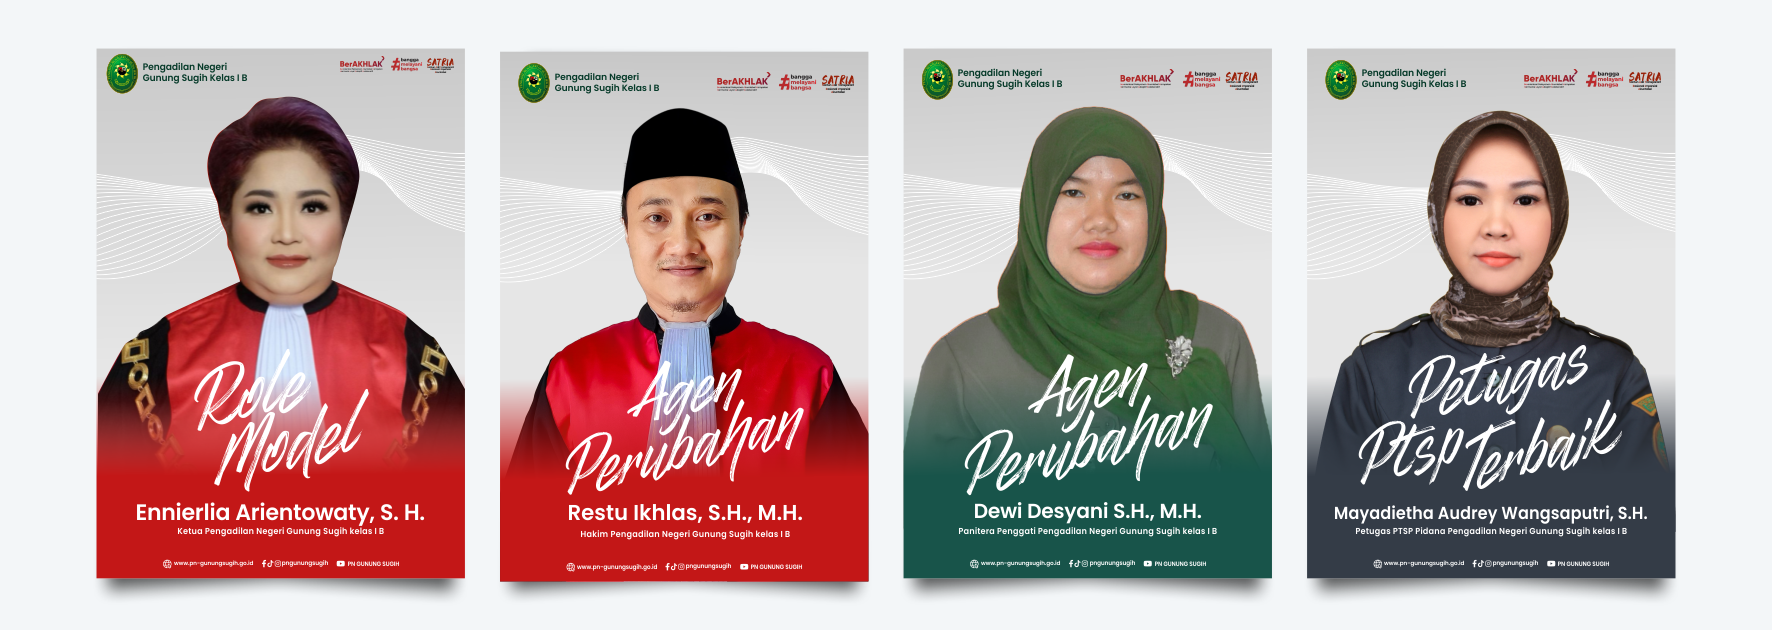 Pengadilan Negeri
Gunung Sugih Kelas I B
BerAKHLAK
#bangga
melayani
bangsa
SATRIA
Role
Model
Ennierlia Arientowaty, S. H.
Ketua Pengadilan Negeri Gunung Sugih kelas I B
www.pn-gunungsugih.go.id pngunungsugih PN GUNUNG SUGIH
Pengadilan Negeri
Gunung Sugih Kelas I B
BerAKHLAK
#bangga
melayani
bangsa
SATRIA
Agen
Perubahan
Restu Ikhlas, S.H., M.H.
Hakim Pengadilan Negeri Gunung Sugih kelas I B
www.pn-gunungsugih.go.id pngunungsugih PN GUNUNG SUGIH
Pengadilan Negeri
Gunung Sugih Kelas I B
BerAKHLAK
#bangga
melayani
bangsa
SATRIA
Agen
Perubahan
Dewi Desyani S.H., M.H.
Panitera Penggati Pengadilan Negeri Gunung Sugih kelas I B
www.pn-gunungsugih.go.id pngunungsugih PN GUNUNG SUGIH
Pengadilan Negeri
Gunung Sugih Kelas I B
BerAKHLAK
#bangga
melayani
bangsa
SATRIA
Petugas
Ptsp Terbaik
Mayadietha Audrey Wangsaputri, S.H.
Petugas PTSP Pidana Pengadilan Negeri Gunung Sugih kelas I B
www.pn-gunungsugih.go.id pngunungsugih PN GUNUNG SUGIH